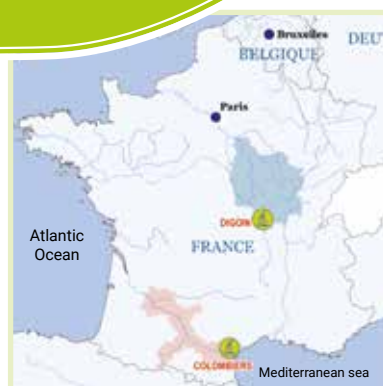 Bruxelles
BELGIQUE
DEU
Paris
DIGOIN
Atlantic
Ocean
FRANCE
COLOMBIERS
Mediterranean sea